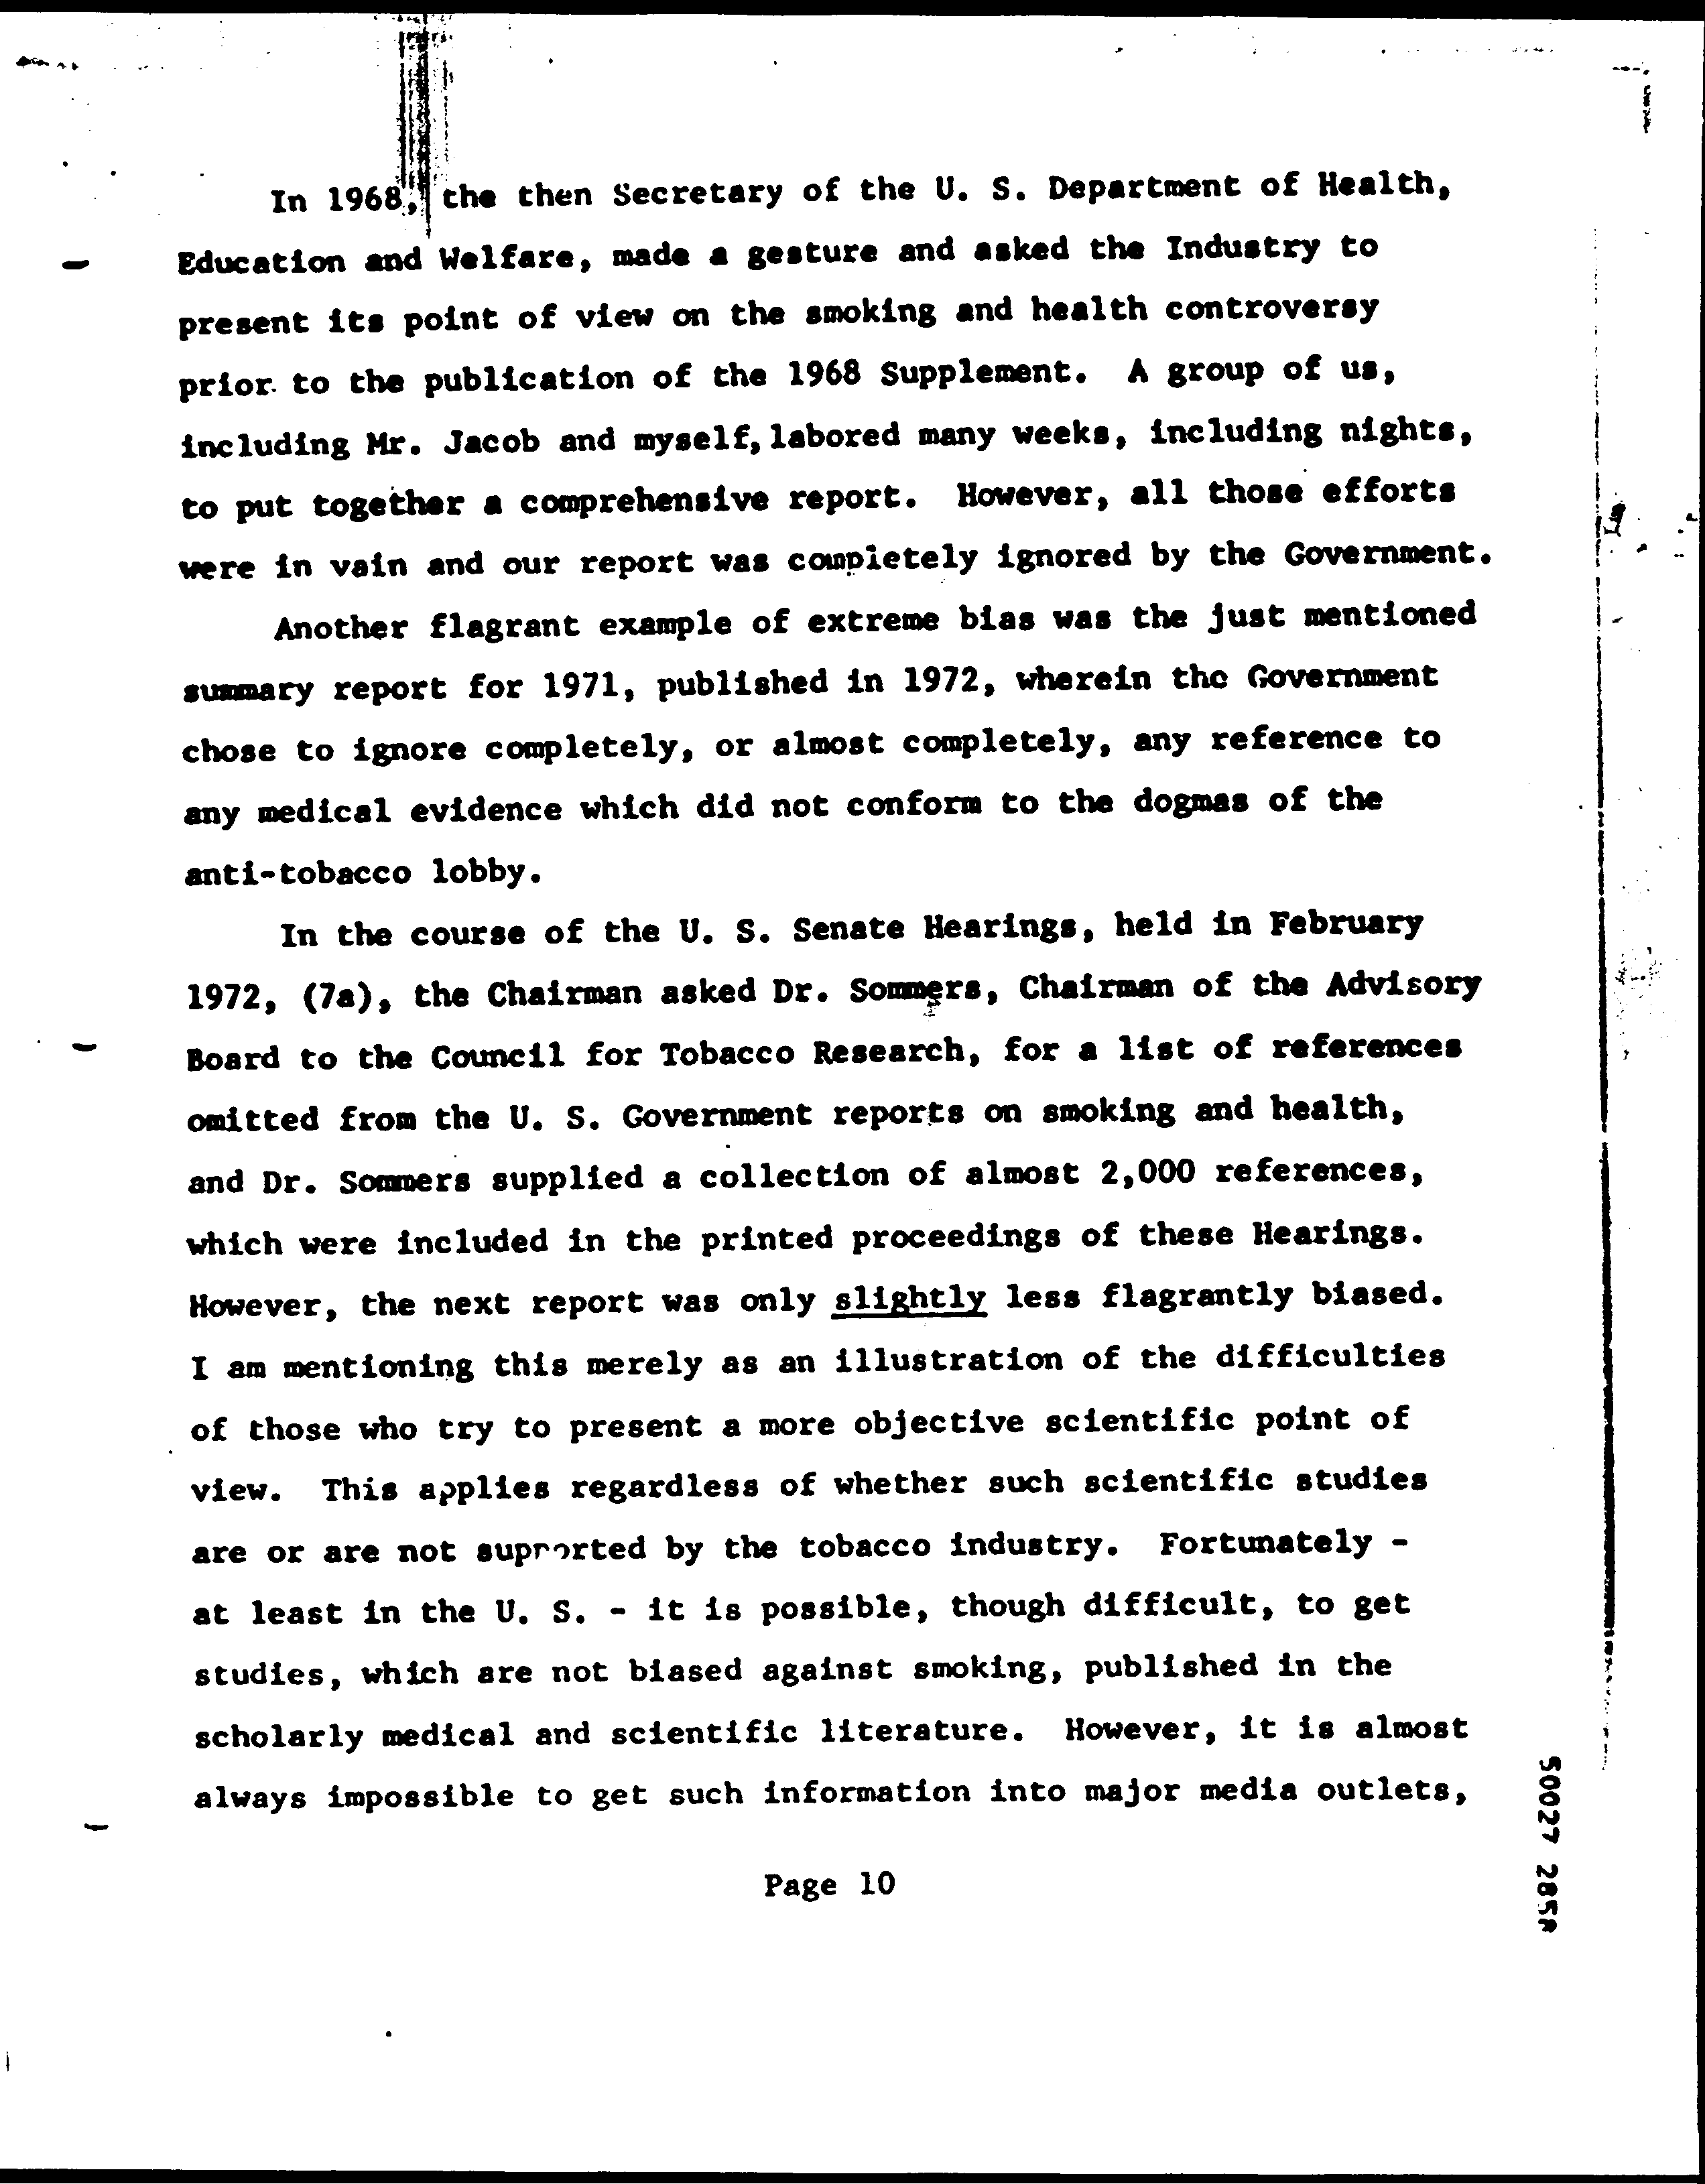 In 1968, the then Secretary of the U. S. Department of Health,
Education and Welfare, made a gesture and asked the Industry to
present its point of view on the smoking and health controversy
prior to the publication of the 1968 Supplement. A group of us,
including Mr. Jacob and myself, labored many weeks, including nights,
to put together a comprehensive report. However, all those efforts
were in vain and our report was completely ignored by the Government.
Another flagrant example of extreme bias was the just mentioned
summary report for 1971, published in 1972, wherein the Government
chose to ignore completely, or almost completely, any reference to
any medical evidence which did not conform to the dogmas of the
anti-tobacco lobby.
In the course of the U. S. Senate Hearings, held in February
1972, (7a), the Chairman asked Dr. Sommers, Chairman of the Advisory
Board to the Council for Tobacco Research, for a list of references
omitted from the U. S. Government reports on smoking and health,
and Dr. Sommers supplied a collection of almost 2,000 references,
which were included in the printed proceedings of these Hearings.
However, the next report was only slightly less flagrantly biased.
I am mentioning this merely as an illustration of the difficulties
of those who try to present a more objective scientific point of
view. This applies regardless of whether such scientific studies
are or are not supported by the tobacco industry. Fortunately -
at least in the U. S. - it is possible, though difficult, to get
studies, which are not biased against smoking, published in the
scholarly medical and scientific literature. However, it is almost
always impossible to get such information into major media outlets,
Page 10
50027 2858